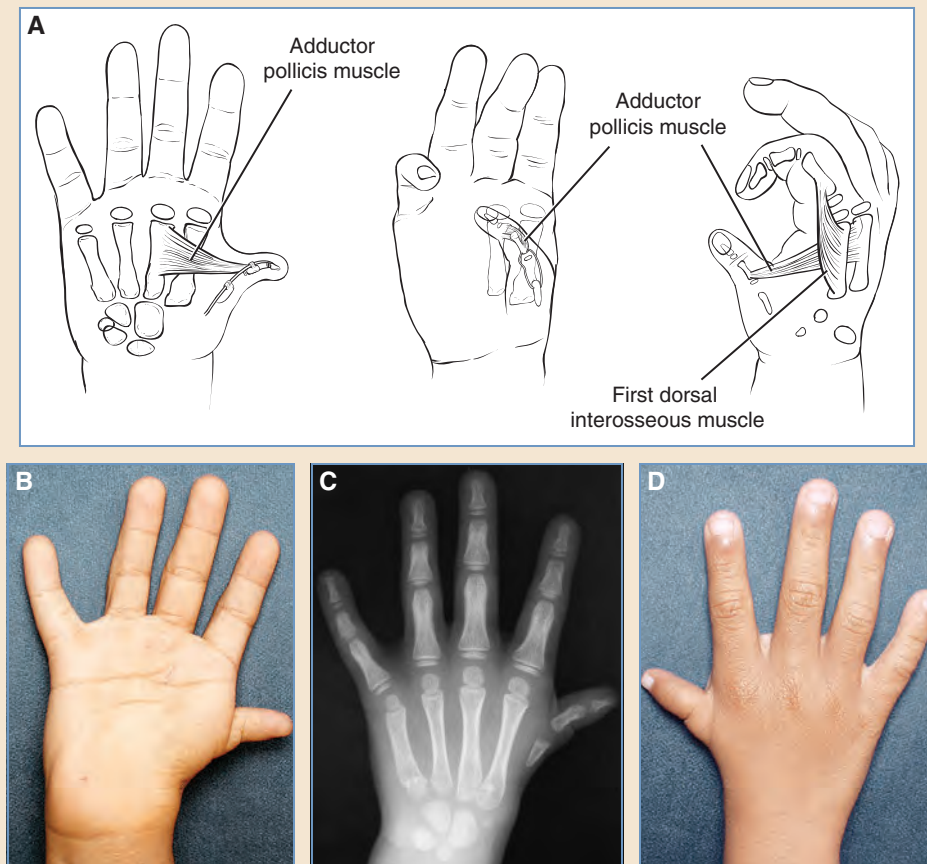 A
Adductor
pollicis muscle
Adductor
pollicis muscle
First dorsal
interosseous muscle
B
C
D